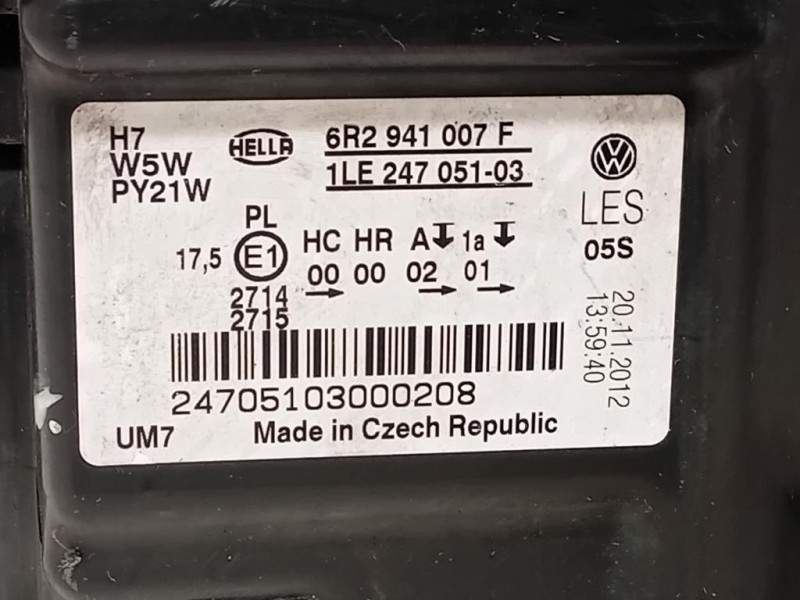 H7
W5W
PY21W
HELLA
6R2 941 007 F
1LE 247 051-03
VW
LES
05S
PL
17,5 E1
HC HR A 1a
00 00 02 01
2714
2715
20.11.2012
13:59:40
24705103000208
UM7 Made in Czech Republic